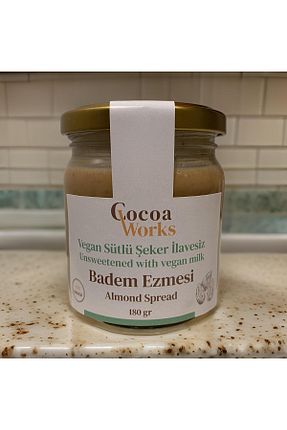 Cocoa
Works
Vegan Sütlü Şeker İlavesiz
Unsweetened with vegan milk
Badem Ezmesi
Almond Spread
180 gr